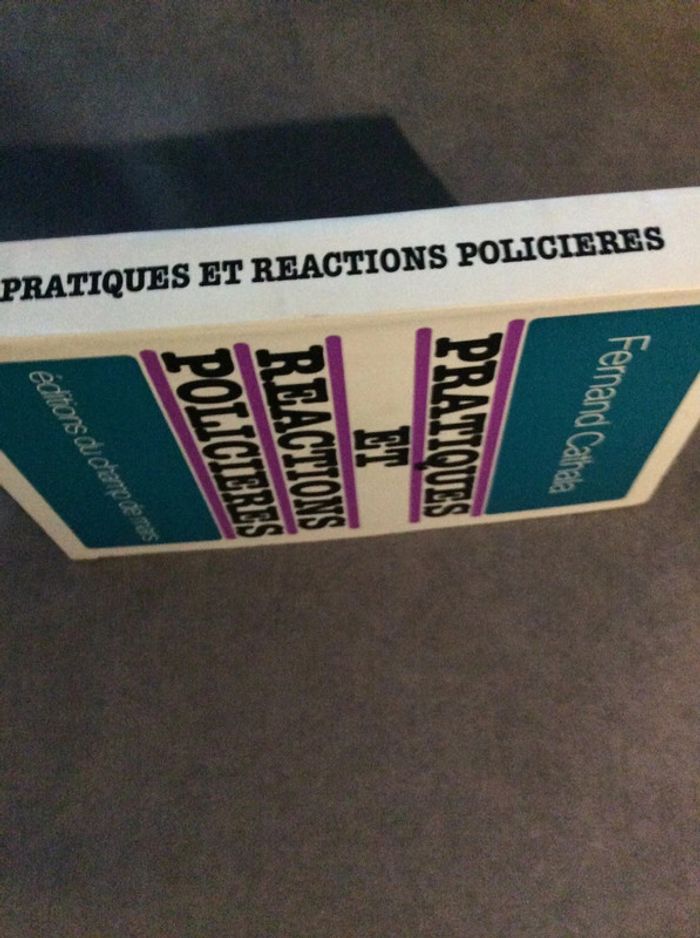 PRATIQUES ET REACTIONS POLICIERES
Fernand Cathala
PRATIQUES
ET
REACTIONS
POLICIERES
éditions du champ de mars